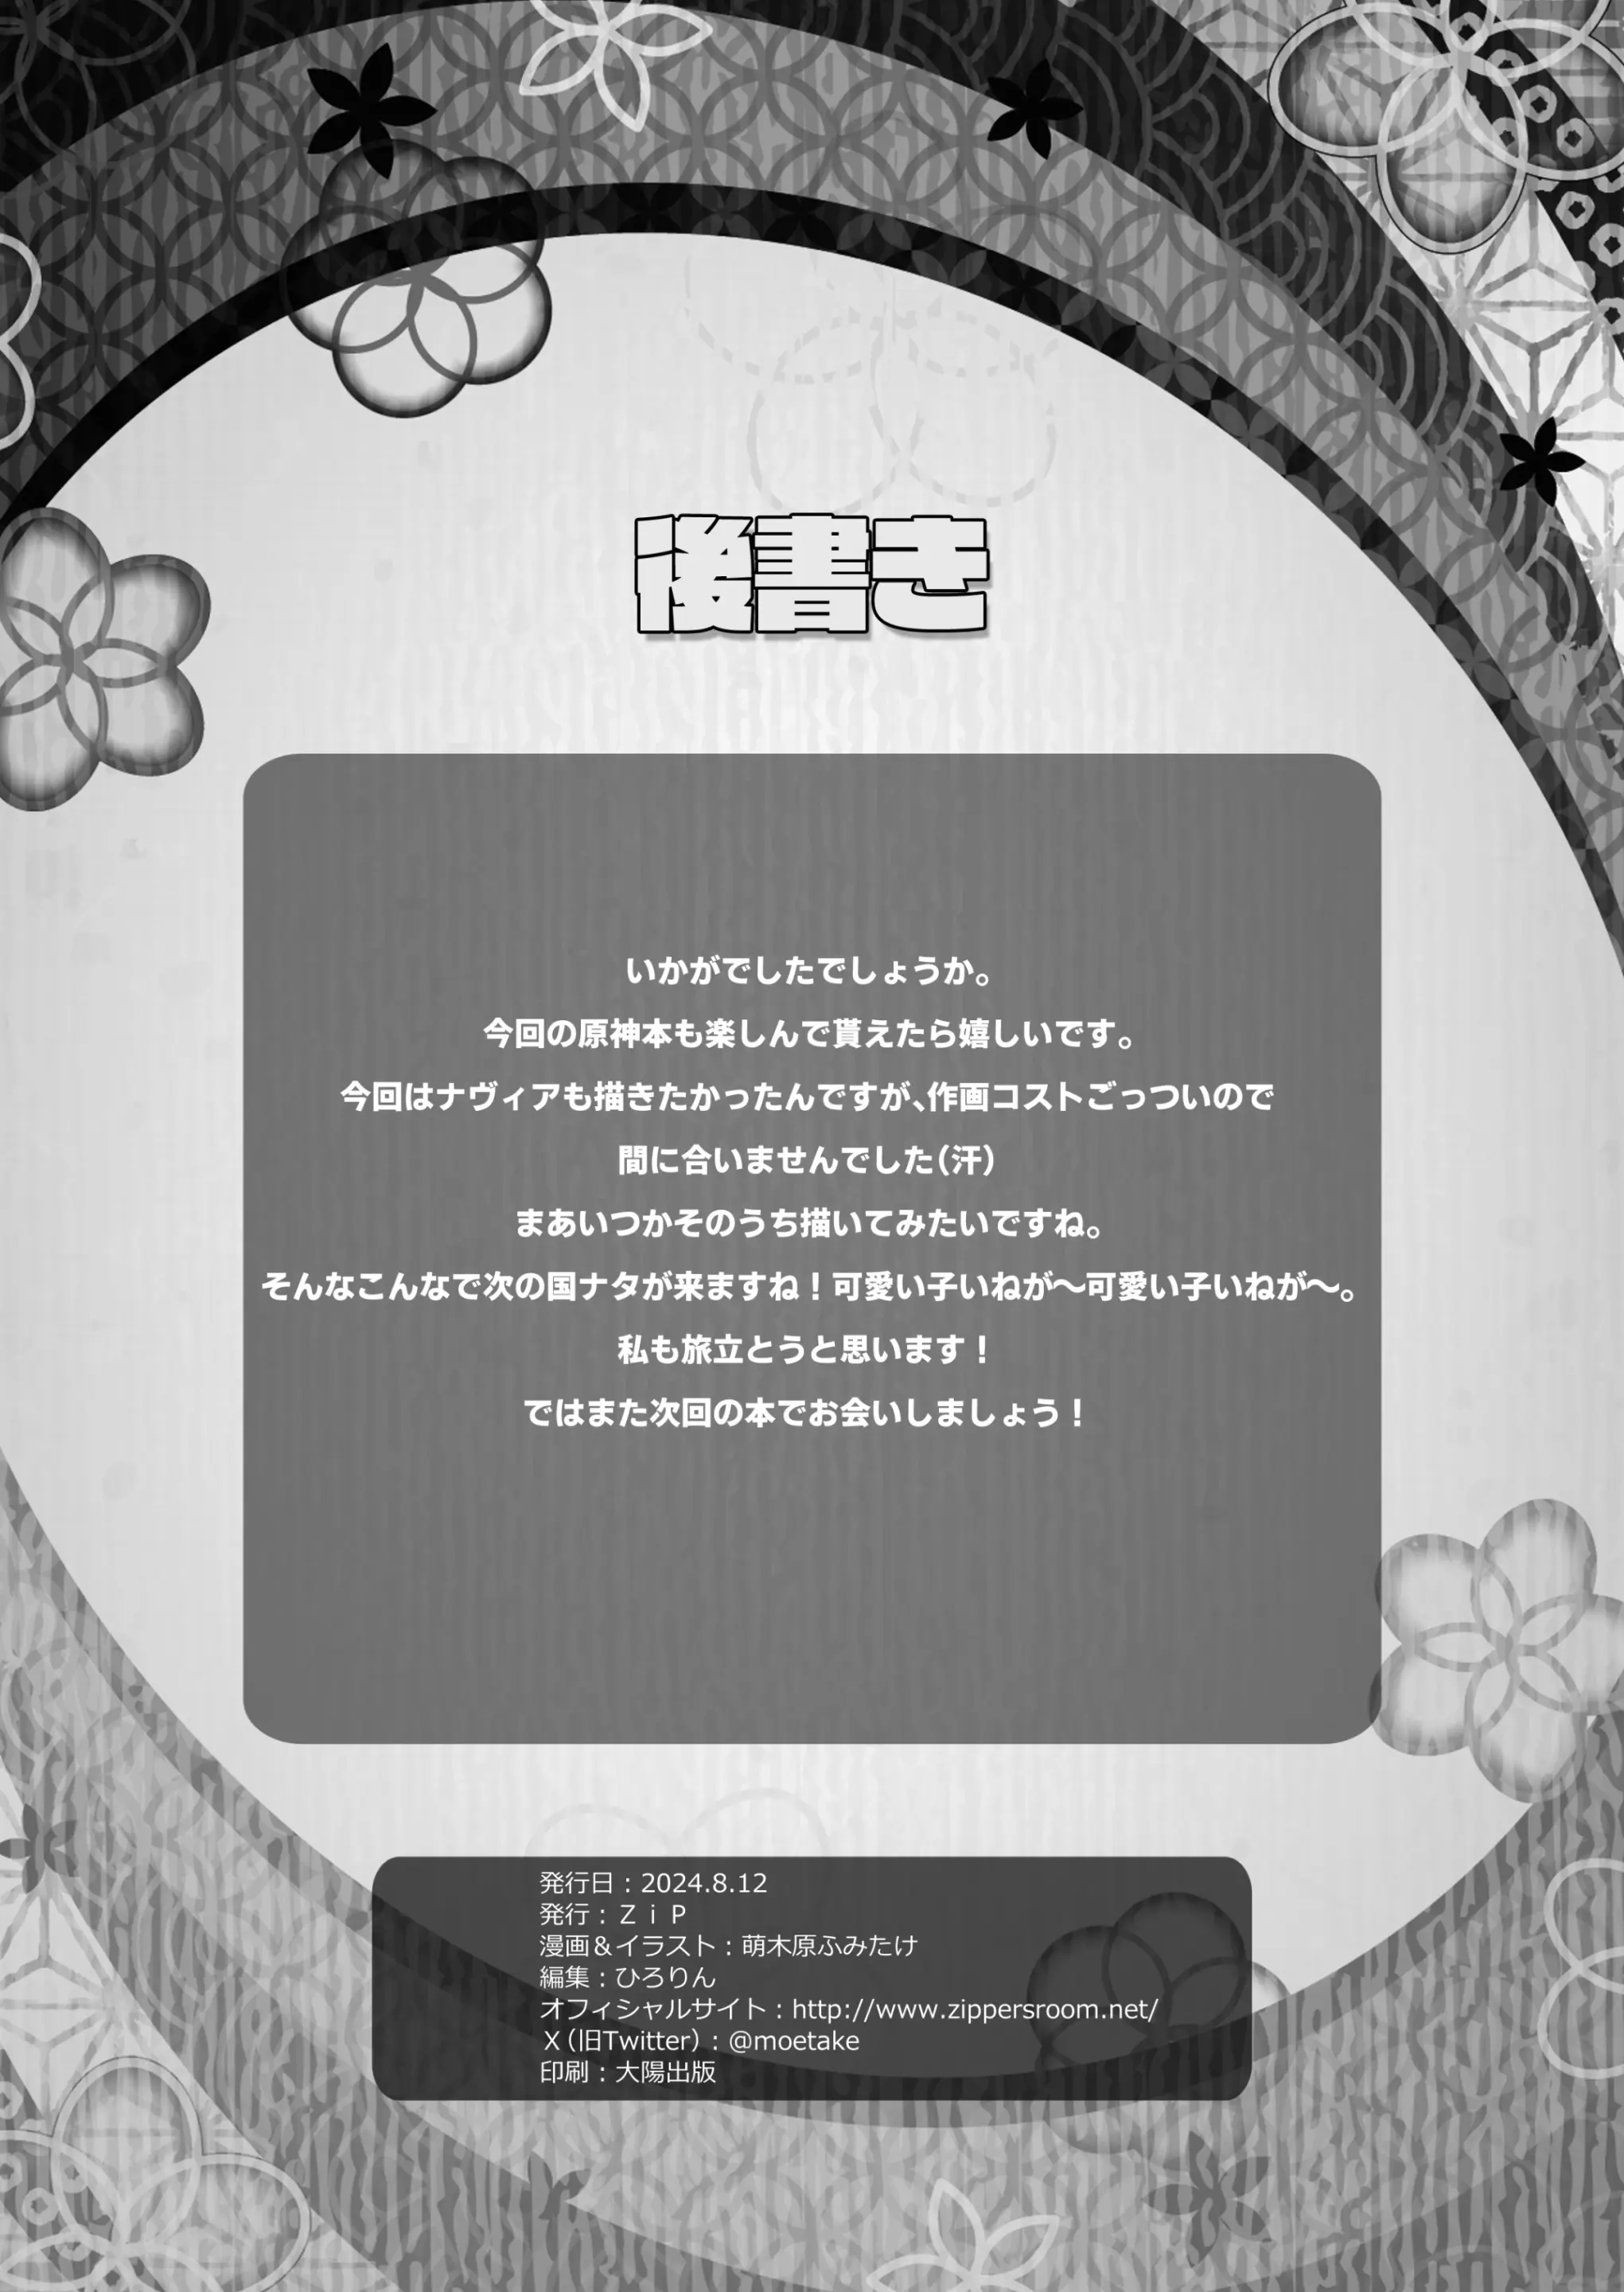 後書き
いかがでしたでしょうか。
今回の原神本も楽しんで貰えたら嬉しいです。
今回はナヴィアも描きたかったんですが、作画コストごっついので
間に合いませんでした（汗）
まあいつかそのうち描いてみたいですね。
そんなこんなで次の国ナタが来ますね！可愛い子いねが～可愛い子いねが～。
私も旅立とうと思います！
ではまた次回の本でお会いしましょう！
発行日：2024.8.12
発行：ＺｉＰ
漫画＆イラスト：萌木原ふみたけ
編集：ひろりん
オフィシャルサイト：http://www.zippersroom.net/
Ｘ（旧Twitter）：@moetake
印刷：大陽出版